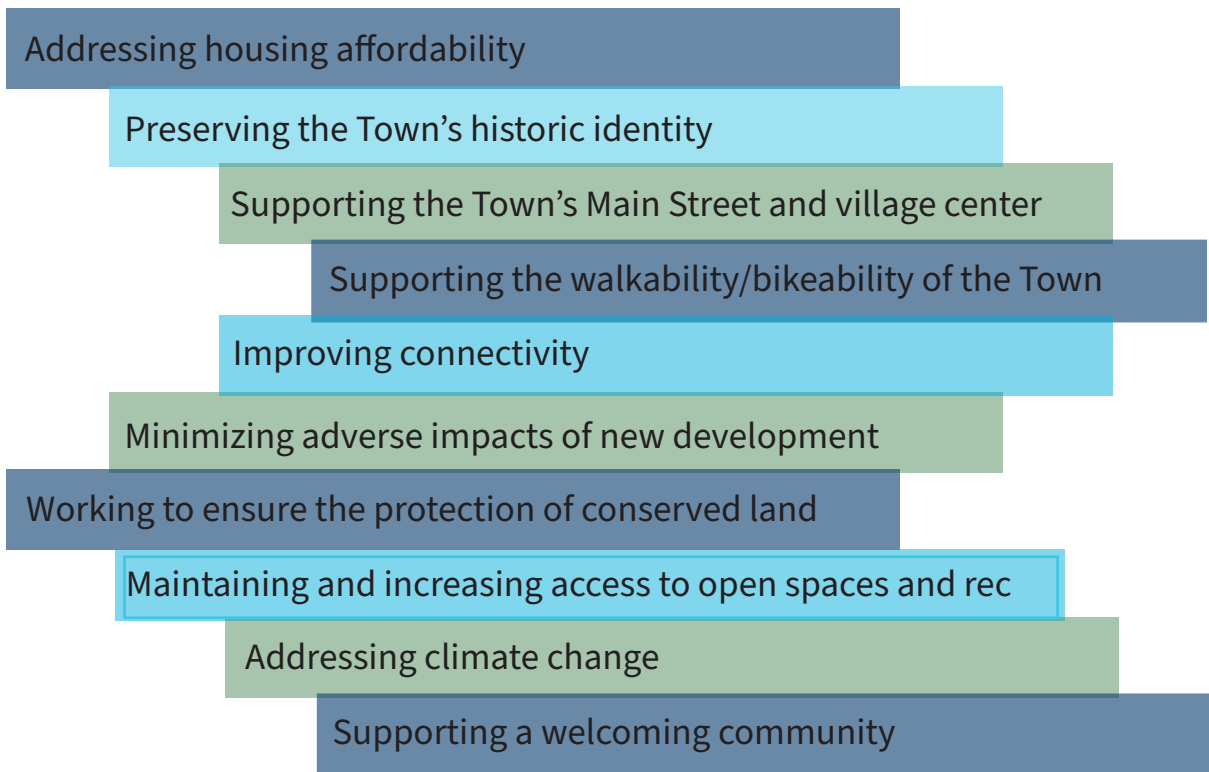 Addressing housing affordability
Preserving the Town’s historic identity
Supporting the Town’s Main Street and village center
Supporting the walkability/bikeability of the Town
Improving connectivity
Minimizing adverse impacts of new development
Working to ensure the protection of conserved land
Maintaining and increasing access to open spaces and rec
Addressing climate change
Supporting a welcoming community